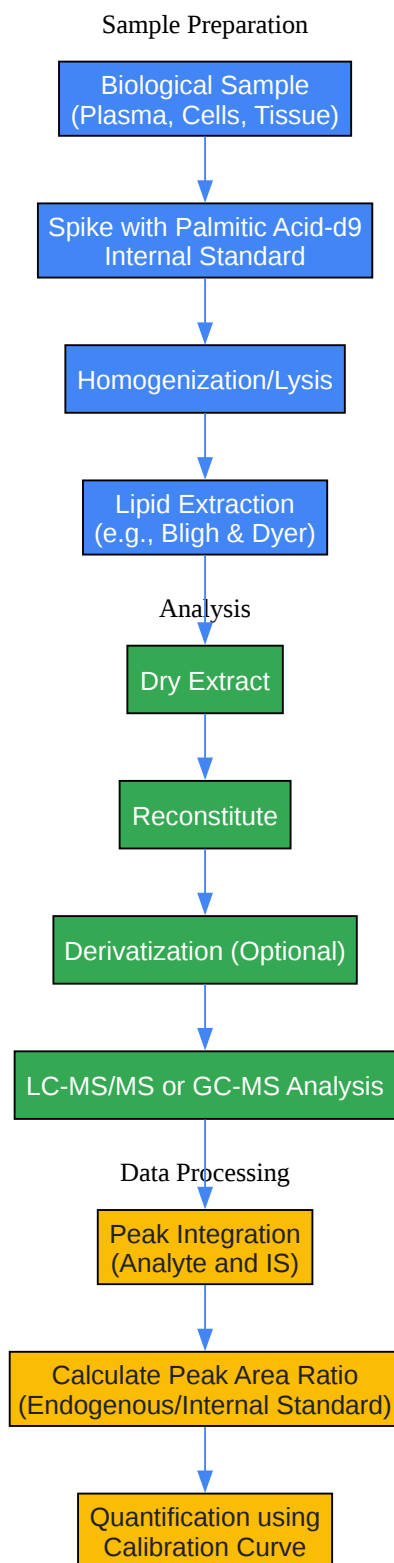 Sample Preparation
Biological Sample
(Plasma, Cells, Tissue)
Spike with Palmitic Acid-d9
Internal Standard
Homogenization/Lysis
Lipid Extraction
(e.g., Bligh & Dyer)
Analysis
Dry Extract
Reconstitute
Derivatization (Optional)
LC-MS/MS or GC-MS Analysis
Data Processing
Peak Integration
(Analyte and IS)
Calculate Peak Area Ratio
(Endogenous/Internal Standard)
Quantification using
Calibration Curve